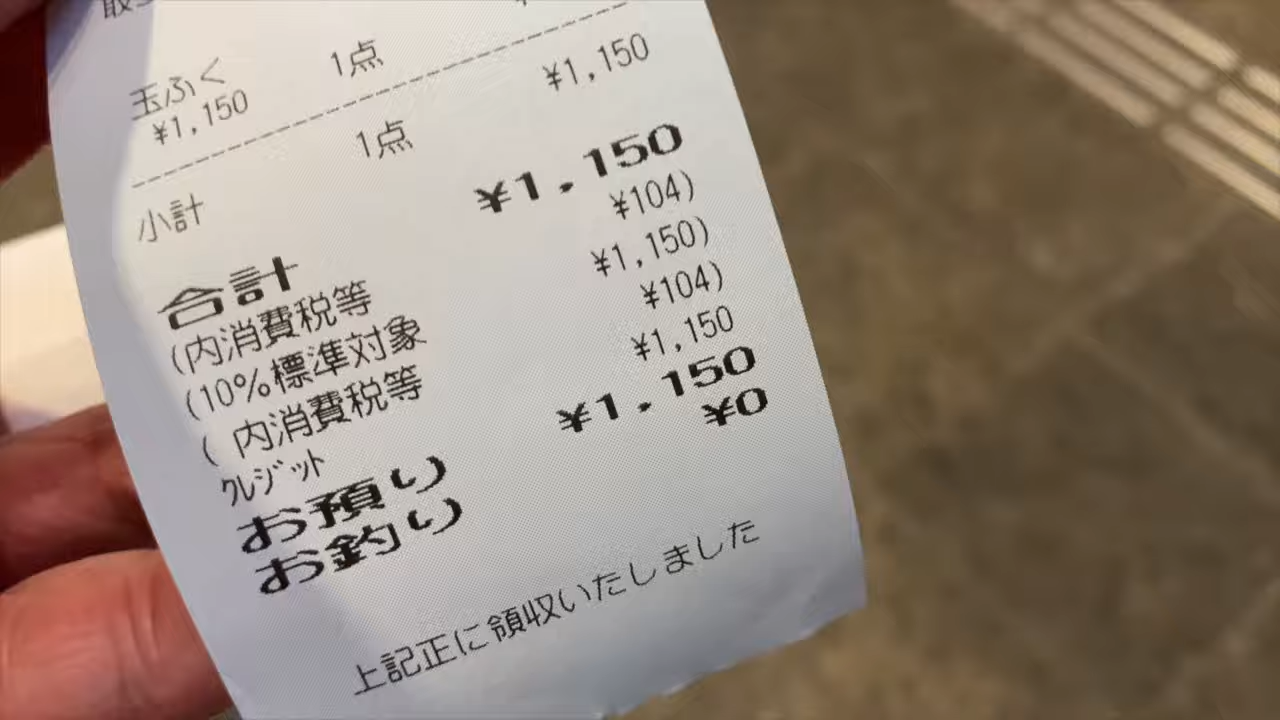 玉ふく 1点
¥1,150 ¥1,150
1点
小計 ¥1,150
合計 ¥1,150
(内消費税等 ¥104)
(10%標準対象 ¥1,150)
( 内消費税等 ¥104)
クレジット ¥1,150
お預り ¥1,150
お釣り ¥0
上記正に領収いたしました